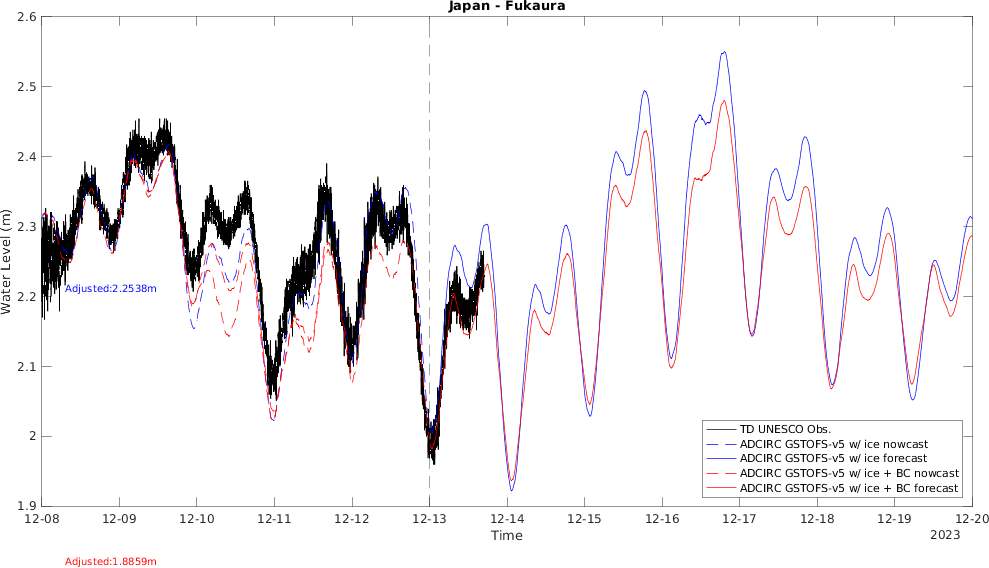 Japan - Fukaura
2.6
2.5
2.4
2.3
2.2
2.1
2
1.9
Water Level (m)
Adjusted:2.2538m
TD UNESCO Obs.
ADCIRC GSTOFS-v5 w/ ice nowcast
ADCIRC GSTOFS-v5 w/ ice forecast
ADCIRC GSTOFS-v5 w/ ice + BC nowcast
ADCIRC GSTOFS-v5 w/ ice + BC forecast
12-08 12-09 12-10 12-11 12-12 12-13 12-14 12-15 12-16 12-17 12-18 12-19 12-20
Time
2023
Adjusted:1.8859m